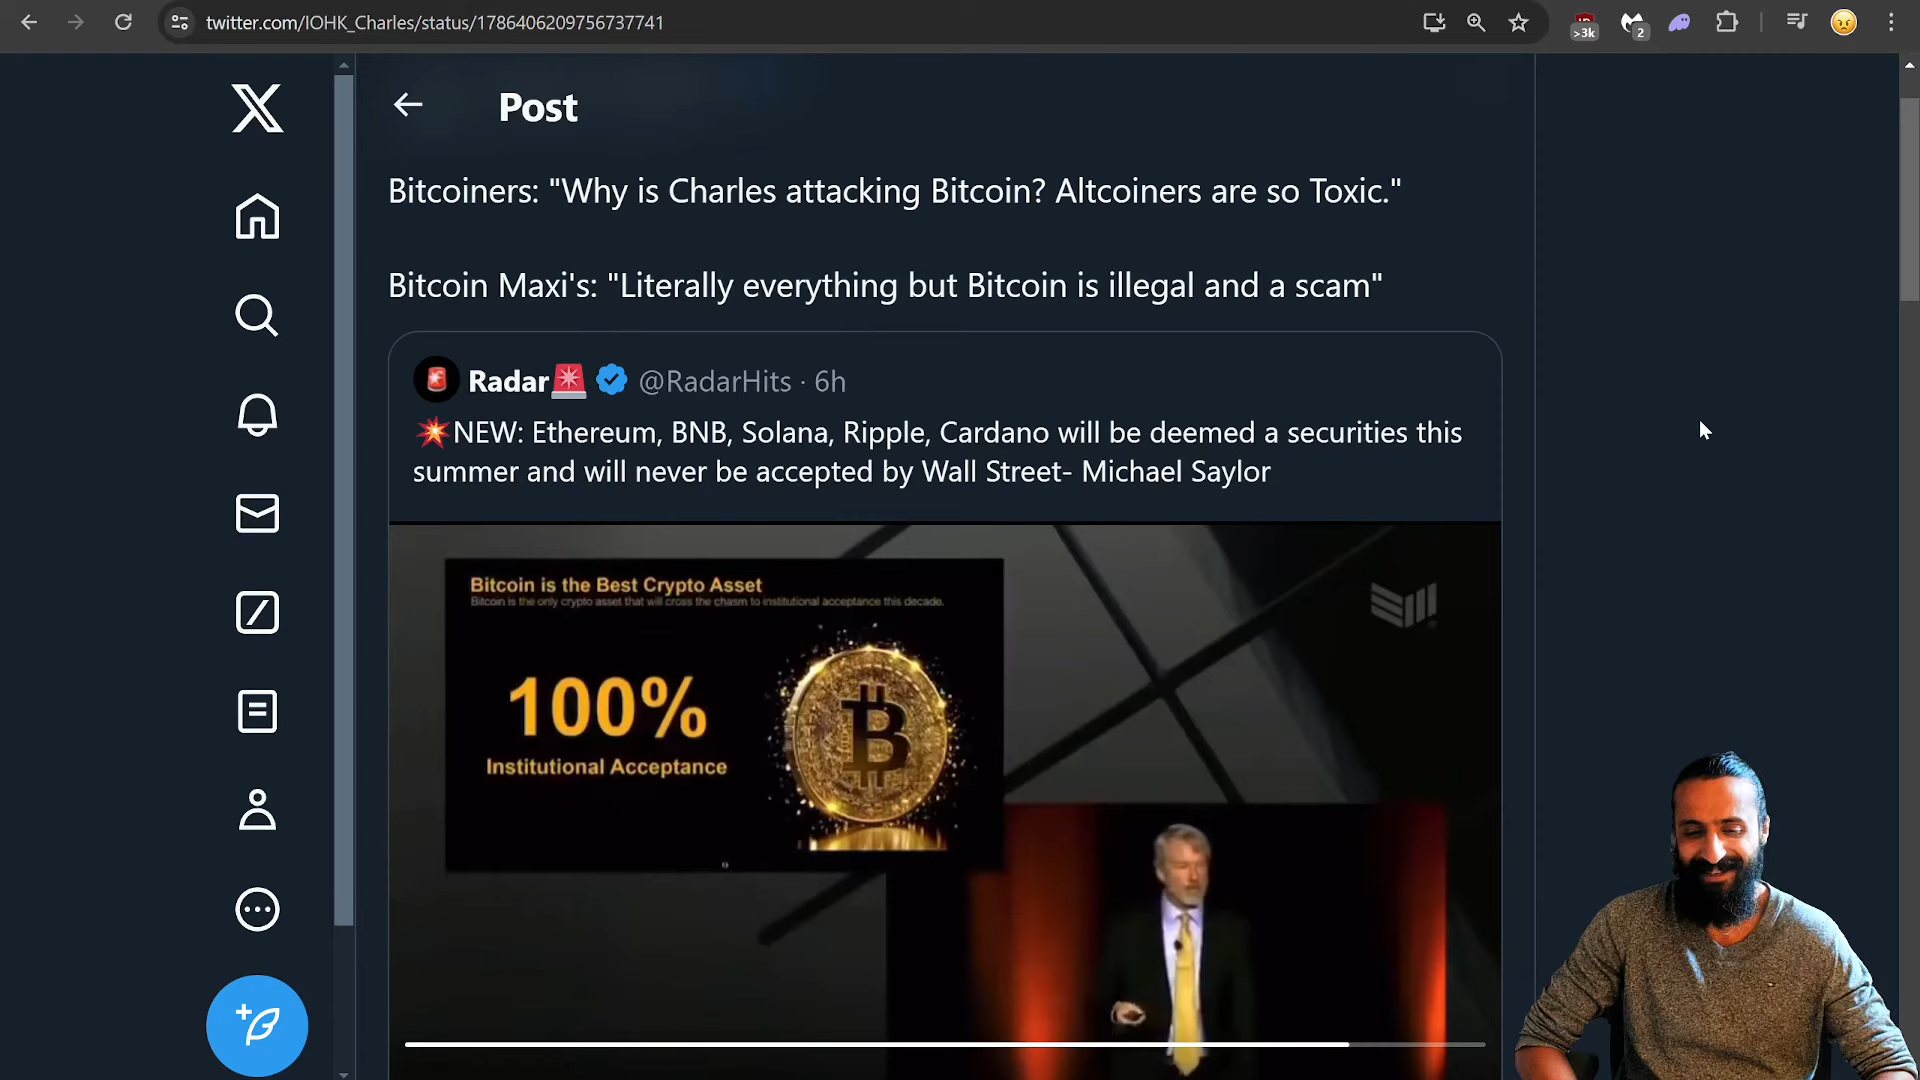 twitter.com/IOHK_Charles/status/1786406209756737741
>3k
2
Post
Bitcoiners: "Why is Charles attacking Bitcoin? Altcoiners are so Toxic."
Bitcoin Maxi's: "Literally everything but Bitcoin is illegal and a scam"
Radar🚨 @RadarHits · 6h
💥NEW: Ethereum, BNB, Solana, Ripple, Cardano will be deemed a securities this
summer and will never be accepted by Wall Street- Michael Saylor
Bitcoin is the Best Crypto Asset
Bitcoin is the only crypto asset that will cross the chasm to institutional acceptance this decade.
100%
Institutional Acceptance